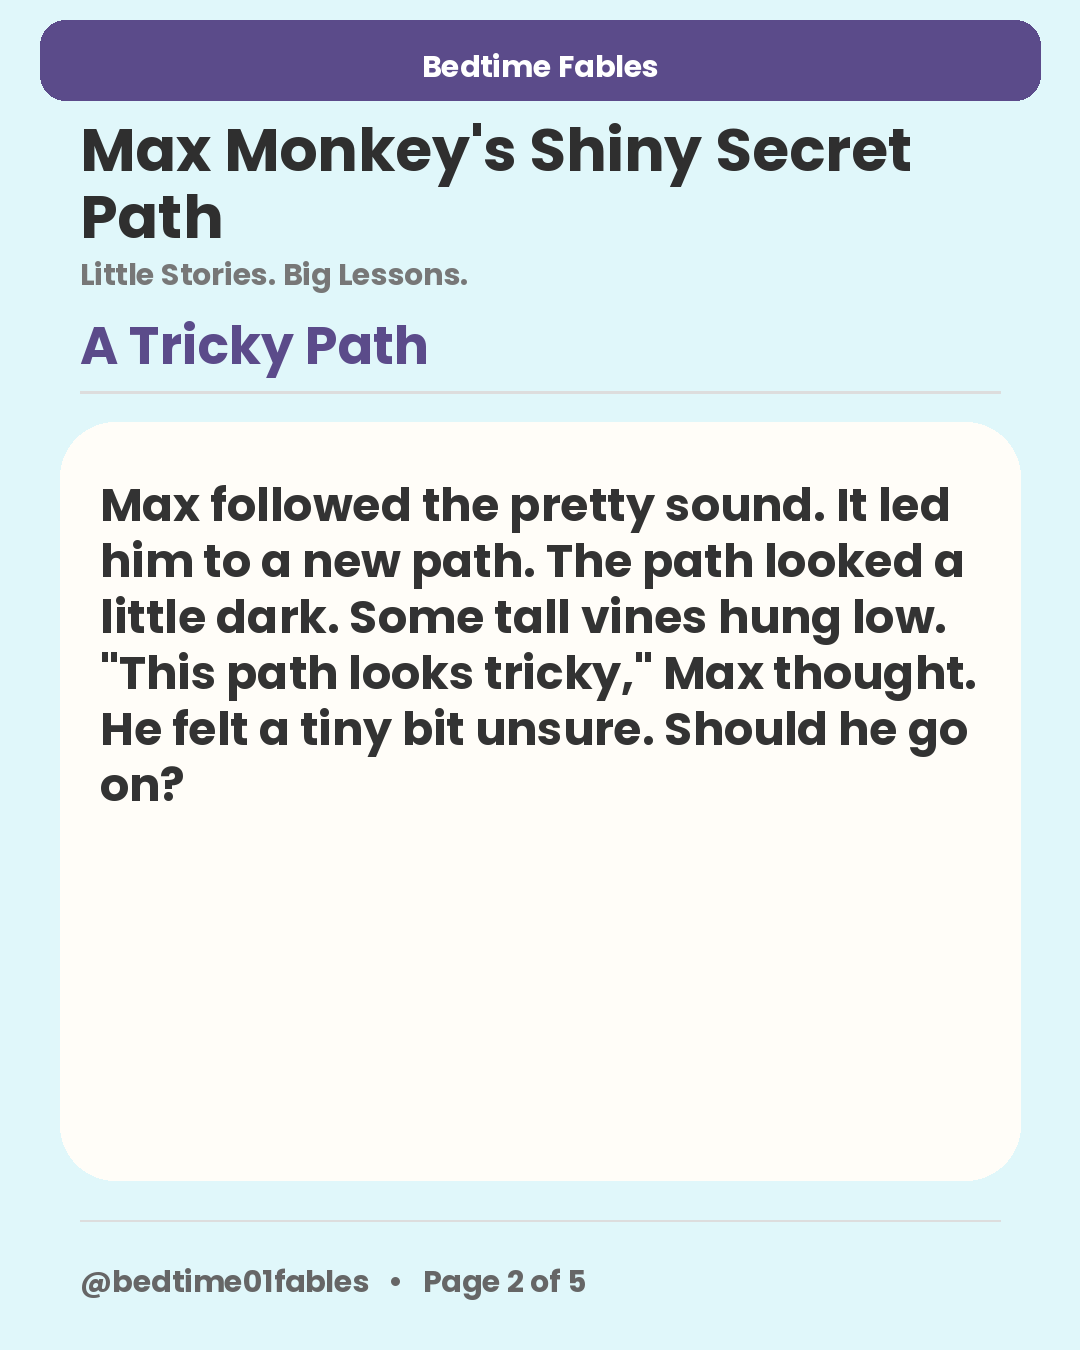 Bedtime Fables
Max Monkey's Shiny Secret
Path
Little Stories. Big Lessons.
A Tricky Path
Max followed the pretty sound. It led
him to a new path. The path looked a
little dark. Some tall vines hung low.
"This path looks tricky," Max thought.
He felt a tiny bit unsure. Should he go
on?
@bedtime01fables • Page 2 of 5